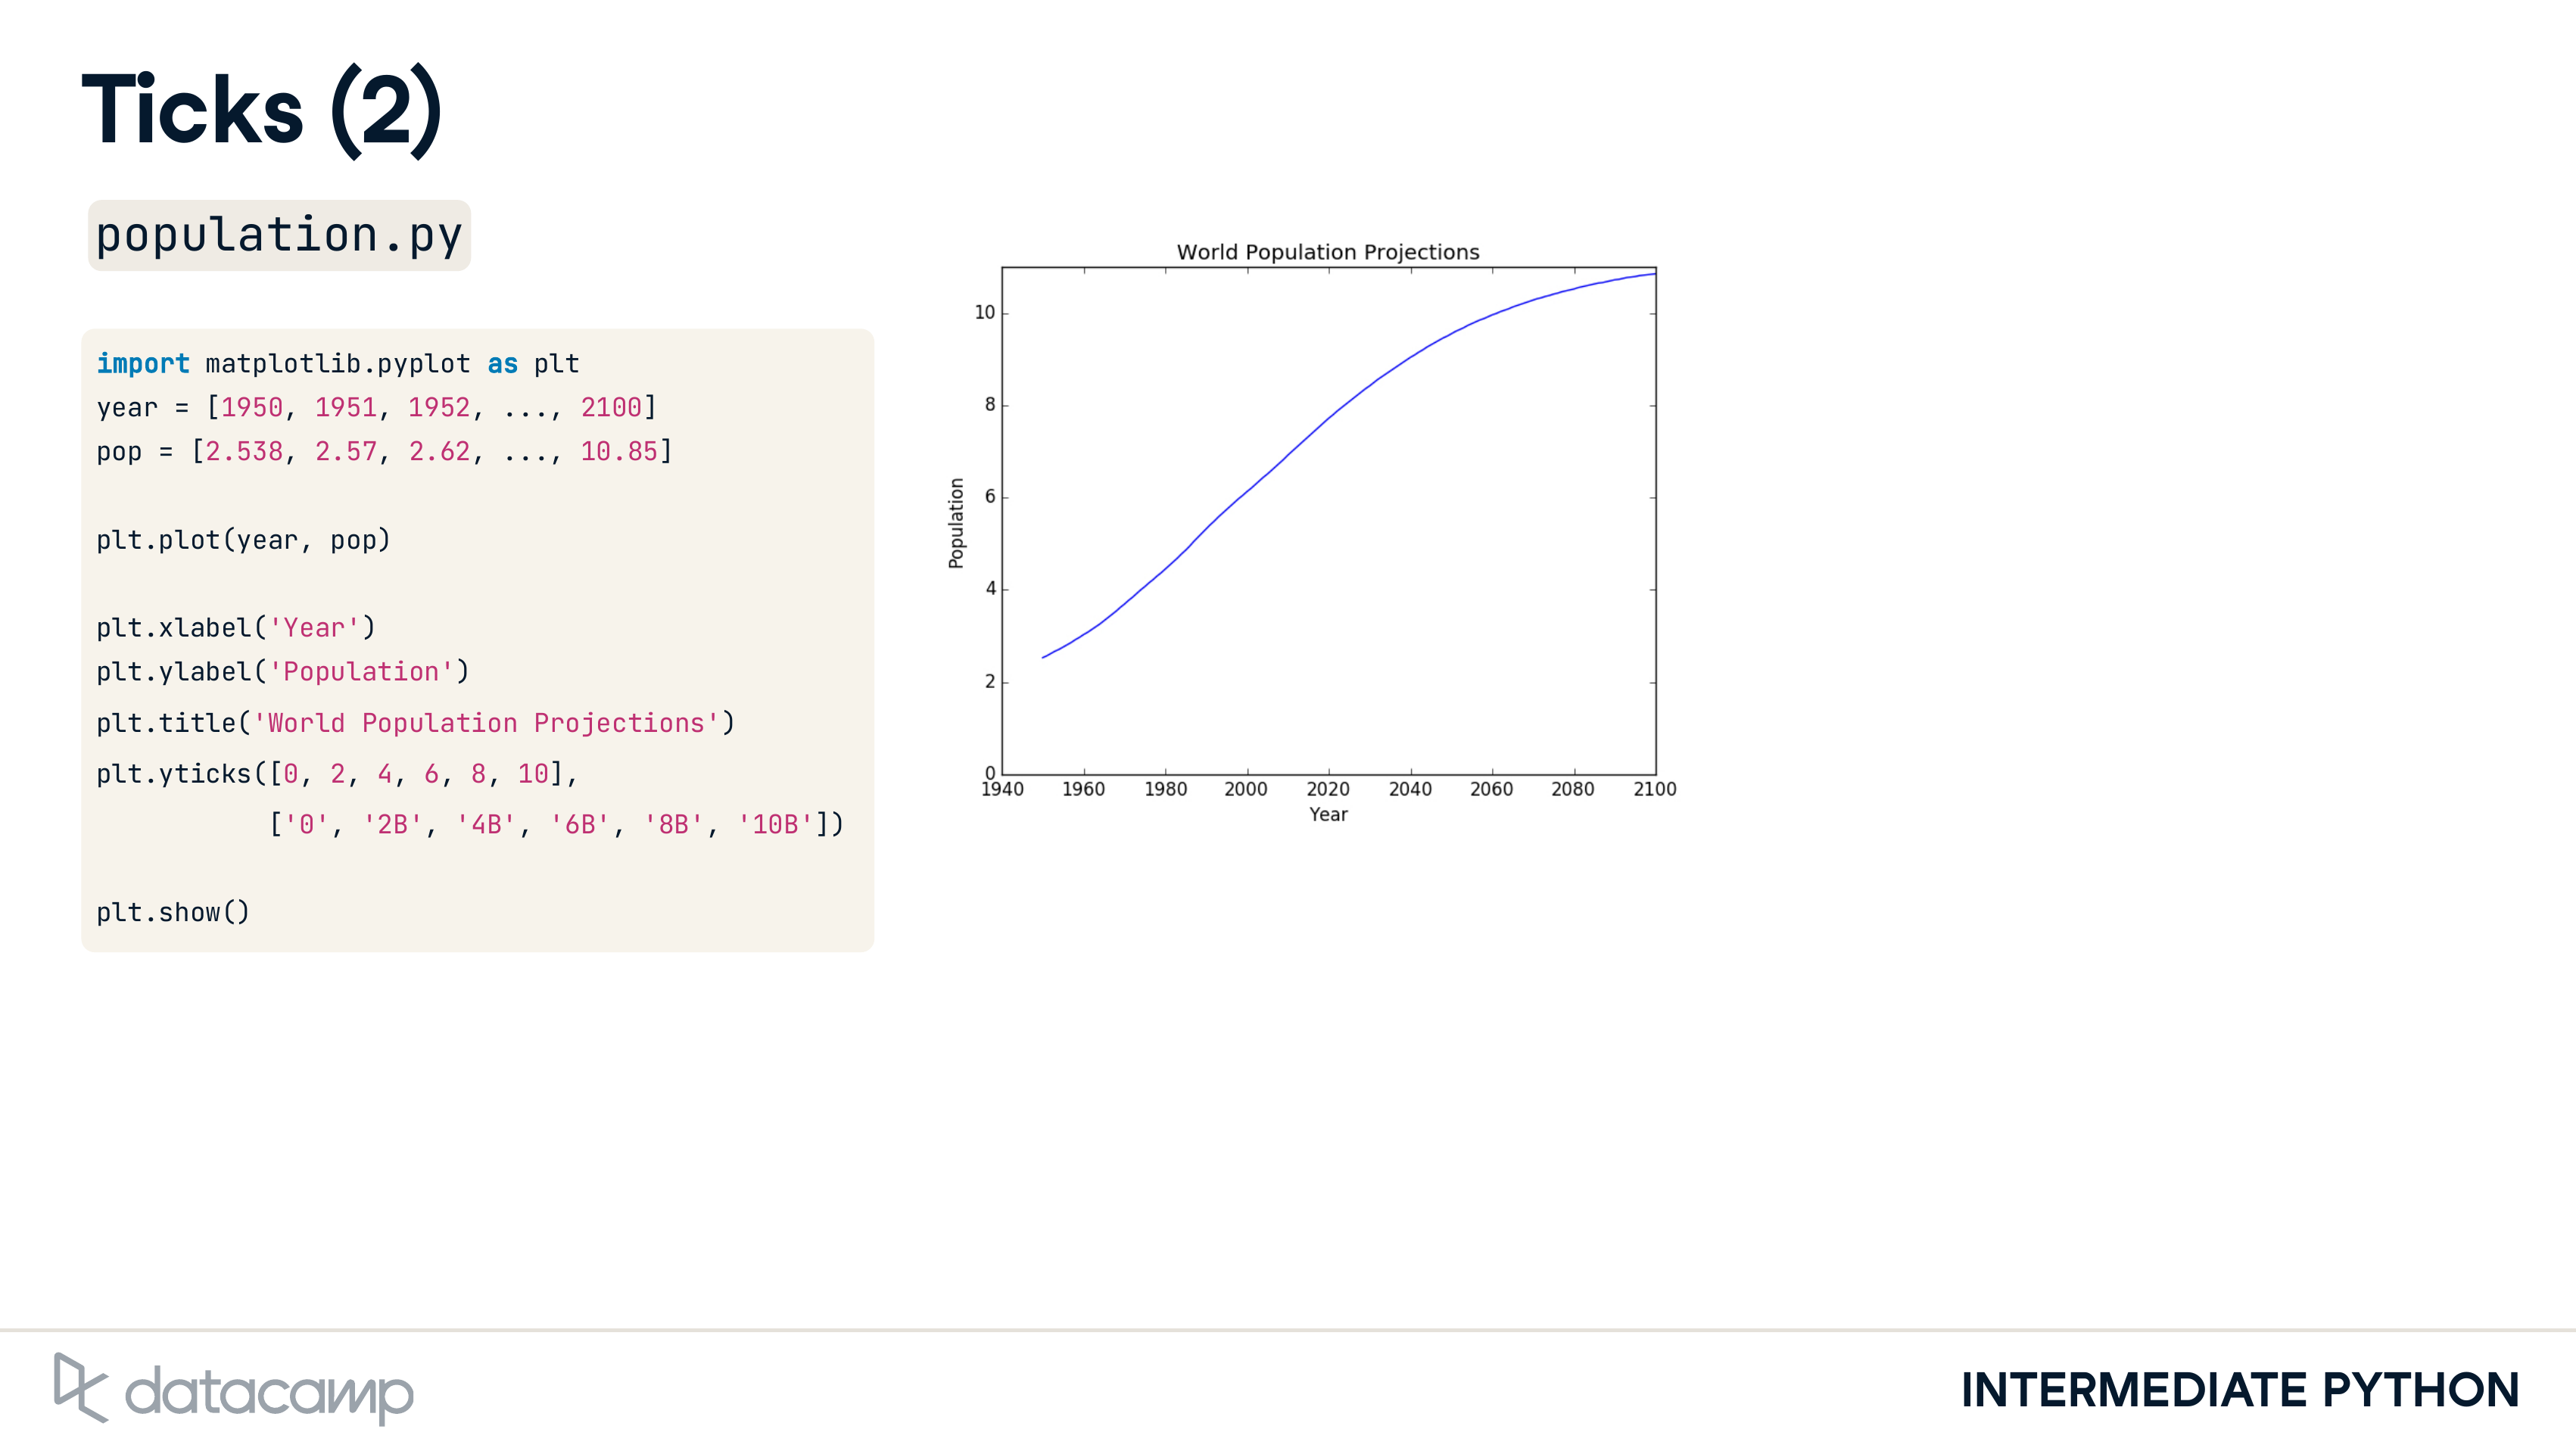 Ticks (2)
population.py
import matplotlib.pyplot as plt
year = [1950, 1951, 1952, ..., 2100]
pop = [2.538, 2.57, 2.62, ..., 10.85]
plt.plot(year, pop)
plt.xlabel('Year')
plt.ylabel('Population')
plt.title('World Population Projections')
plt.yticks([0, 2, 4, 6, 8, 10],
['0', '2B', '4B', '6B', '8B', '10B'])
plt.show()
World Population Projections
10
8
6
4
2
0
Population
1940 1960 1980 2000 2020 2040 2060 2080 2100
Year
datacamp
INTERMEDIATE PYTHON